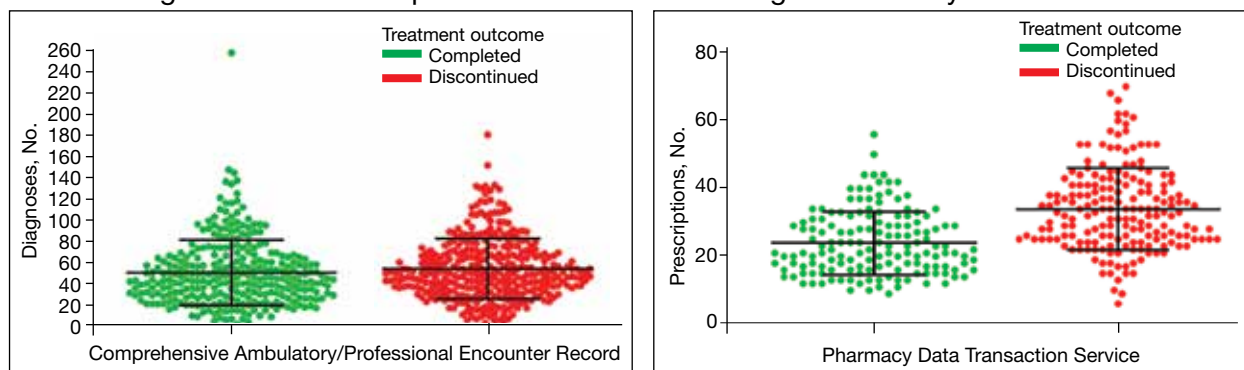 Treatment outcome
Completed
Discontinued
Diagnoses, No.
260
240
220
200
180
160
140
120
100
80
60
40
20
0
Comprehensive Ambulatory/Professional Encounter Record
Treatment outcome
Completed
Discontinued
Prescriptions, No.
80
60
40
20
0
Pharmacy Data Transaction Service